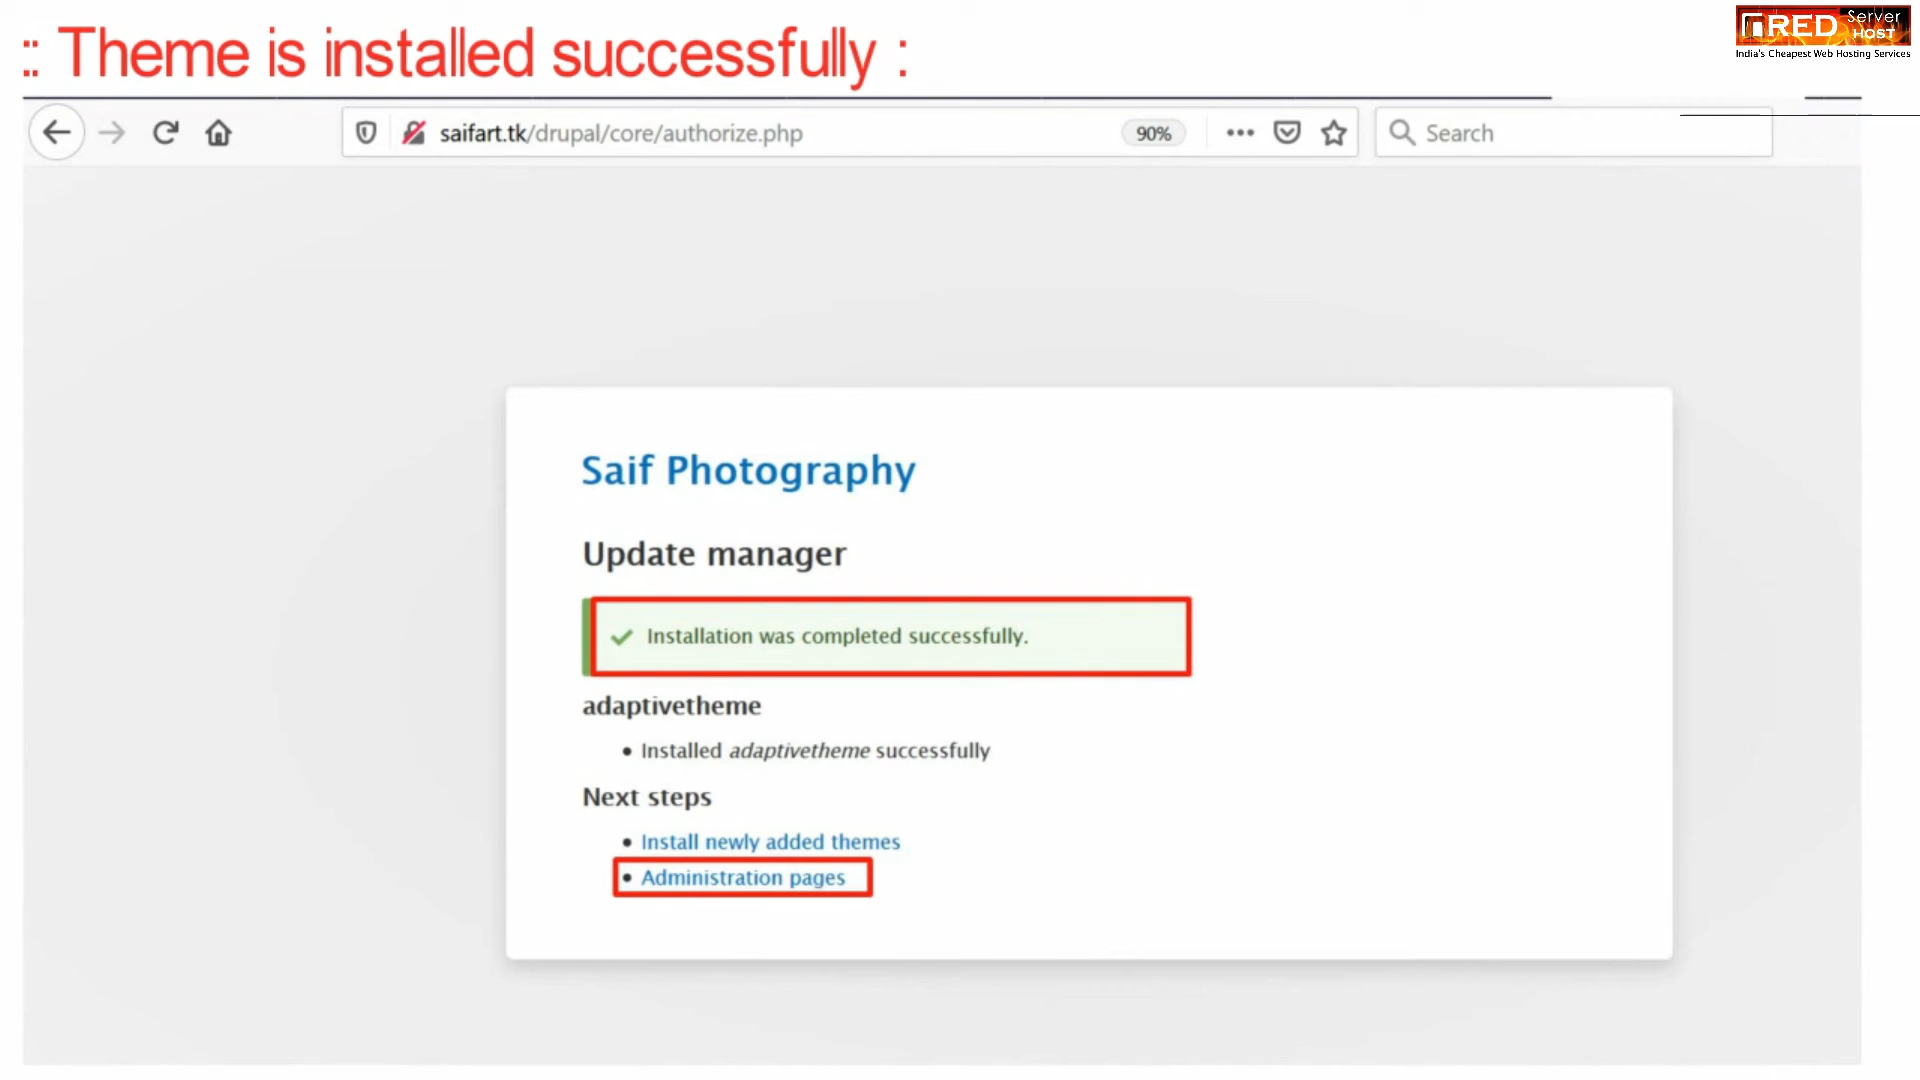 :: Theme is installed successfully :
RED Server HOST
India's Cheapest Web Hosting Services
saifart.tk/drupal/core/authorize.php
90%
Search
Saif Photography
Update manager
Installation was completed successfully.
adaptivetheme
• Installed adaptivetheme successfully
Next steps
• Install newly added themes
• Administration pages